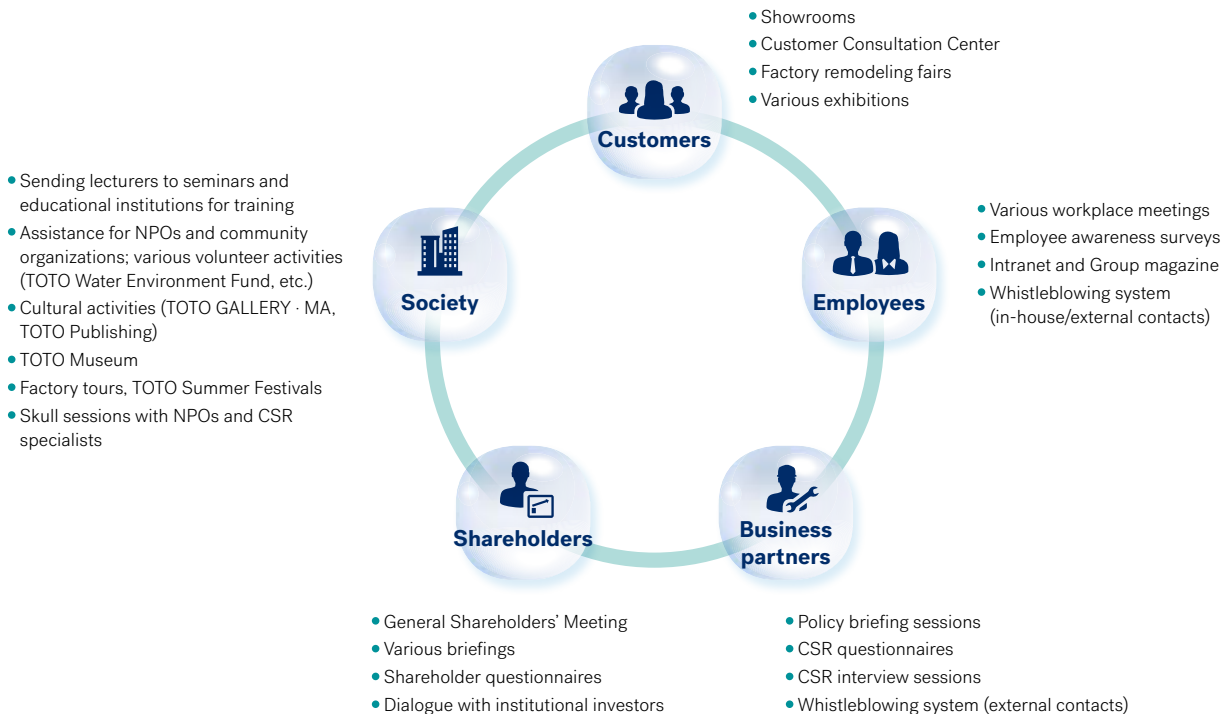 • Showrooms
• Customer Consultation Center
• Factory remodeling fairs
• Various exhibitions
Customers
• Sending lecturers to seminars and
educational institutions for training
• Assistance for NPOs and community
organizations; various volunteer activities
(TOTO Water Environment Fund, etc.)
• Cultural activities (TOTO GALLERY · MA,
TOTO Publishing)
• TOTO Museum
• Factory tours, TOTO Summer Festivals
• Skull sessions with NPOs and CSR
specialists
Society
Employees
• Various workplace meetings
• Employee awareness surveys
• Intranet and Group magazine
• Whistleblowing system
(in-house/external contacts)
Shareholders
• General Shareholders’ Meeting
• Various briefings
• Shareholder questionnaires
• Dialogue with institutional investors
Business
partners
• Policy briefing sessions
• CSR questionnaires
• CSR interview sessions
• Whistleblowing system (external contacts)